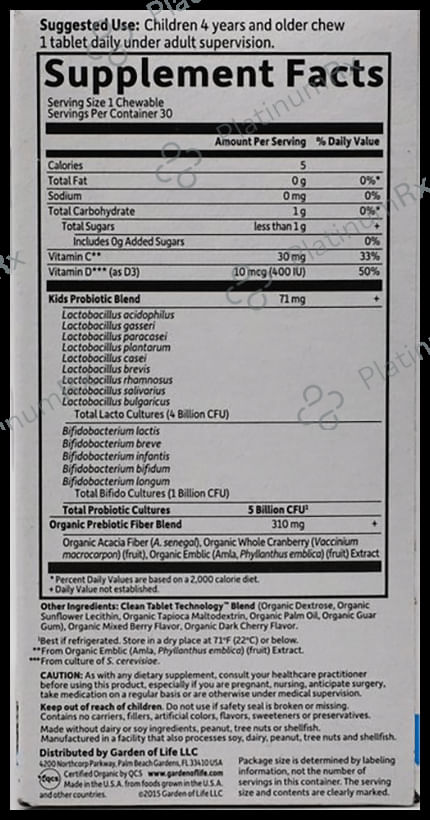 Suggested Use: Children 4 years and older chew
1 tablet daily under adult supervision.
Supplement Facts
Serving Size 1 Chewable
Servings Per Container 30
Amount Per Serving % Daily Value
Calories 5
Total Fat 0 g 0%*
Sodium 0 mg 0%
Total Carbohydrate 1 g 0%*
Total Sugars less than 1 g +
Includes 0g Added Sugars 0%
Vitamin C** 30 mg 33%
Vitamin D*** (as D3) 10 mcg (400 IU) 50%
Kids Probiotic Blend 71 mg +
Lactobacillus acidophilus
Lactobacillus gasseri
Lactobacillus paracasei
Lactobacillus plantarum
Lactobacillus casei
Lactobacillus brevis
Lactobacillus rhamnosus
Lactobacillus salivarius
Lactobacillus bulgaricus
Total Lacto Cultures (4 Billion CFU)
Bifidobacterium lactis
Bifidobacterium breve
Bifidobacterium infantis
Bifidobacterium bifidum
Bifidobacterium longum
Total Bifido Cultures (1 Billion CFU)
Total Probiotic Cultures 5 Billion CFU¹
Organic Prebiotic Fiber Blend 310 mg +
Organic Acacia Fiber (A. senegal), Organic Whole Cranberry (Vaccinium
macrocarpon) (fruit), Organic Emblic (Amla, Phyllanthus emblica) (fruit) Extract
* Percent Daily Values are based on a 2,000 calorie diet.
+ Daily Value not established.
Other Ingredients: Clean Tablet Technology™ Blend (Organic Dextrose, Organic
Sunflower Lecithin, Organic Tapioca Maltodextrin, Organic Palm Oil, Organic Guar
Gum), Organic Mixed Berry Flavor, Organic Dark Cherry Flavor.
¹Best if refrigerated. Store in a dry place at 71°F (22°C) or below.
**From Organic Emblic (Amla, Phyllanthus emblica) (fruit) Extract.
***From culture of S. cerevisioe.
CAUTION: As with any dietary supplement, consult your healthcare practitioner
before using this product, especially if you are pregnant, nursing, anticipate surgery,
take medication on a regular basis or are otherwise under medical supervision.
Keep out of reach of children. Do not use if safety seal is broken or missing.
Contains no carriers, fillers, artificial colors, flavors, sweeteners or preservatives.
Made without dairy or soy ingredients, peanut, tree nuts or shellfish.
Manufactured in a facility that also processes soy, dairy, peanut, tree nuts and shellfish.
Distributed by Garden of Life LLC
4200 Northcorp Parkway, Palm Beach Gardens, FL 33410 USA
qcs Certified Organic by QCS www.gardenoflife.com
Made in the U.S.A. from foods grown in the U.S.A.
and other countries. ©2015 Garden of Life LLC
Package size is determined by labeling
information, not the number of
servings in this container. The serving
size and contents are clearly marked.
PlatinumRx
PlatinumRx
PlatinumRx
PlatinumRx